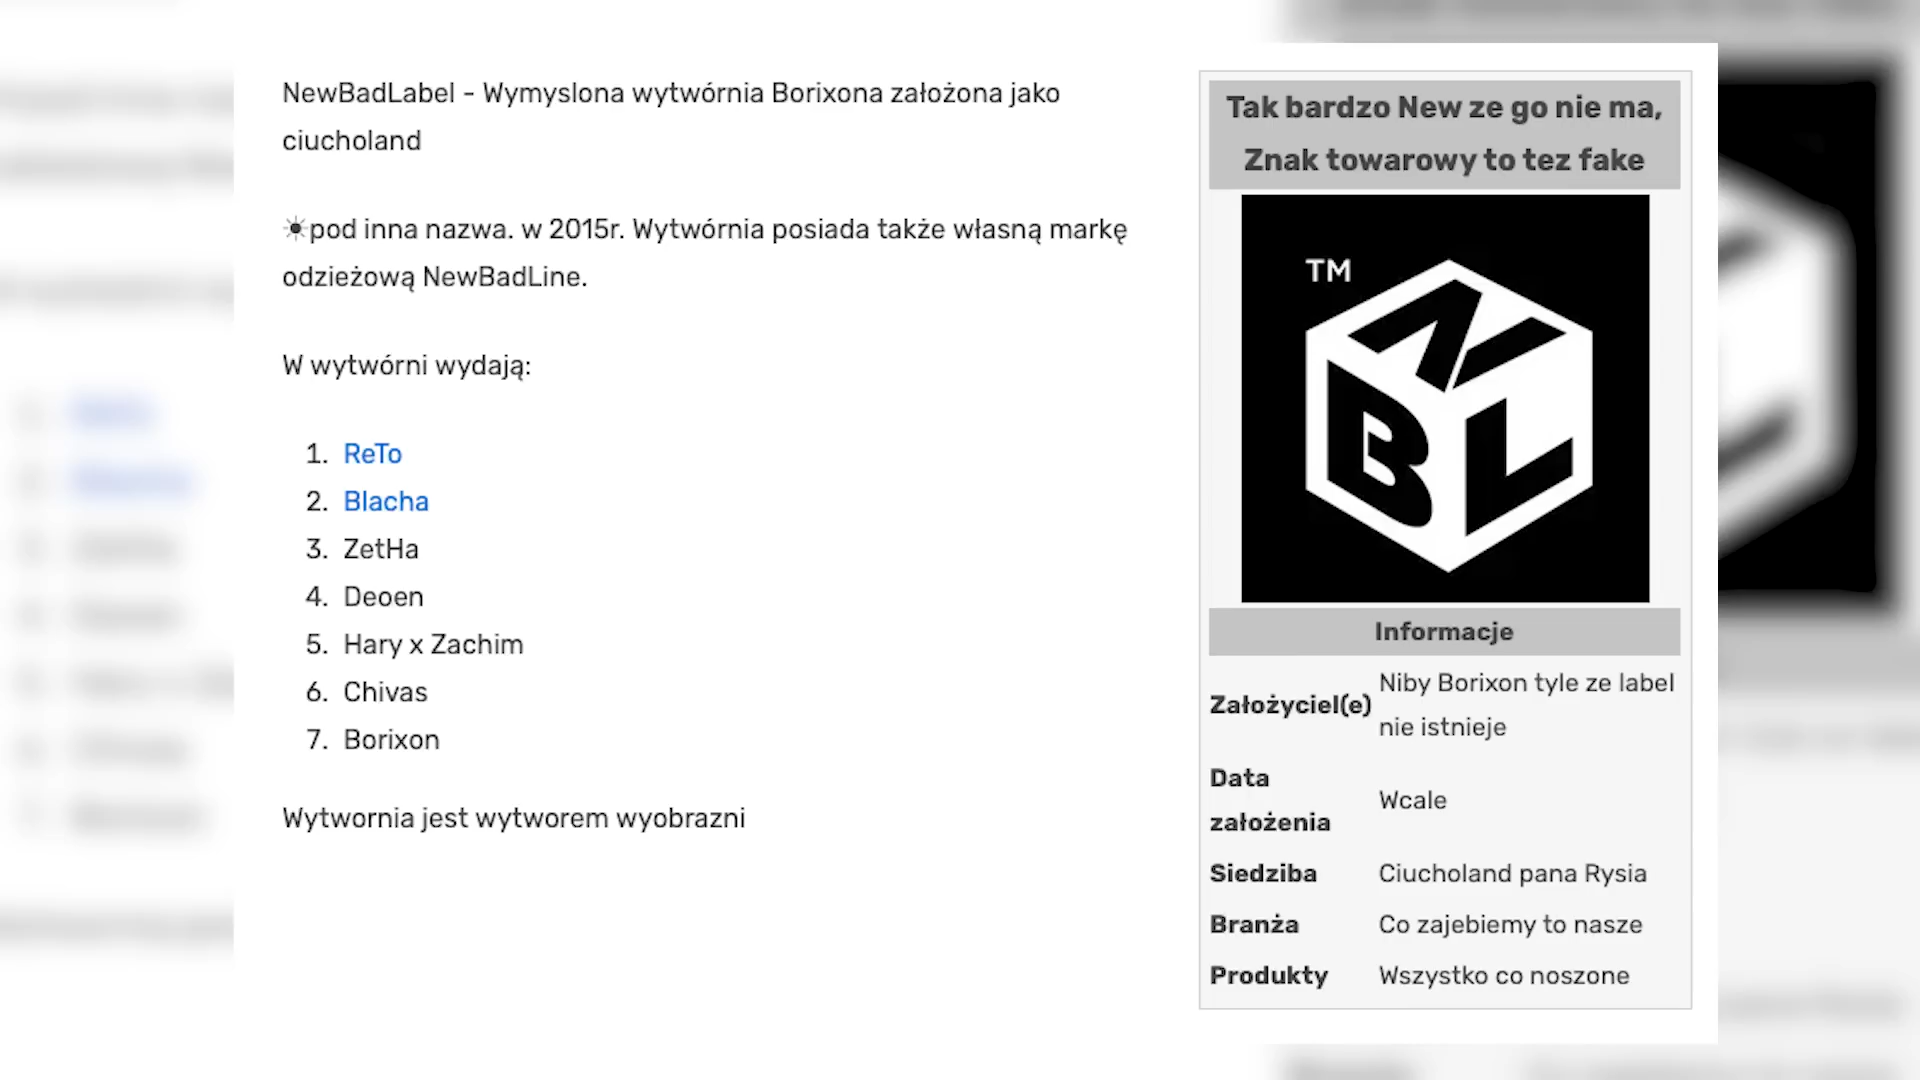 NewBadLabel - Wymyslona wytwórnia Borixona założona jako
ciucholand
☀pod inna nazwa. w 2015r. Wytwórnia posiada także własną markę
odzieżową NewBadLine.
W wytwórni wydają:
1. ReTo
2. Blacha
3. ZetHa
4. Deoen
5. Hary x Zachim
6. Chivas
7. Borixon
Wytwornia jest wytworem wyobrazni
Tak bardzo New ze go nie ma,
Znak towarowy to tez fake
TM
N
BL
Informacje
Założyciel(e) Niby Borixon tyle ze label
nie istnieje
Data
założenia Wcale
Siedziba Ciucholand pana Rysia
Branża Co zajebiemy to nasze
Produkty Wszystko co noszone